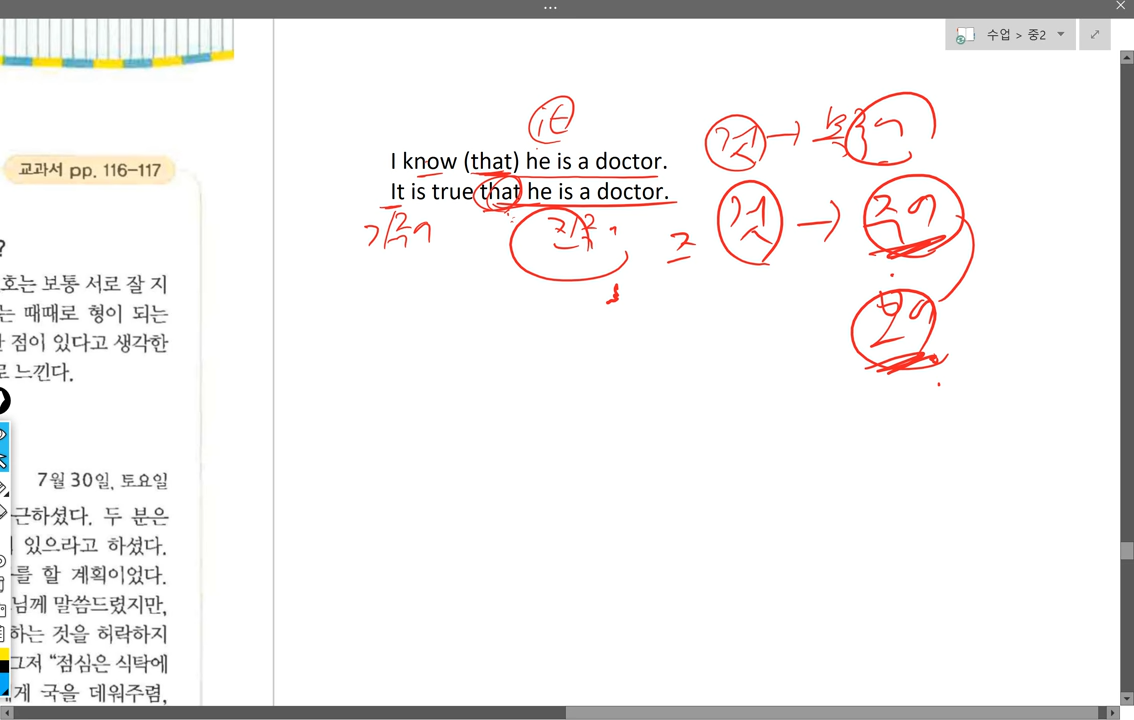 수업 > 중2
교과서 pp. 116–117
?
호는 보통 서로 잘 지
는 때때로 형이 되는
한 점이 있다고 생각한
로 느낀다.
7월 30일, 토요일
근하셨다. 두 분은
있으라고 하셨다.
를 할 계획이었다.
님께 말씀드렸지만,
하는 것을 허락하지
그저 “점심은 식탁에
게 국을 데워주렴,
it
I know (that) he is a doctor.
It is true that he is a doctor.
가주어
진주어
것 → 목적어
것 → 주어
보어